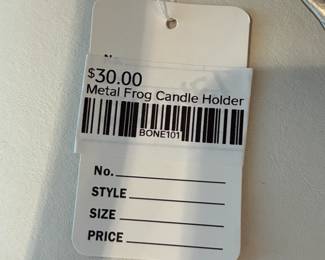 $30.00
Metal Frog Candle Holder
BONE101
No.
STYLE
SIZE
PRICE